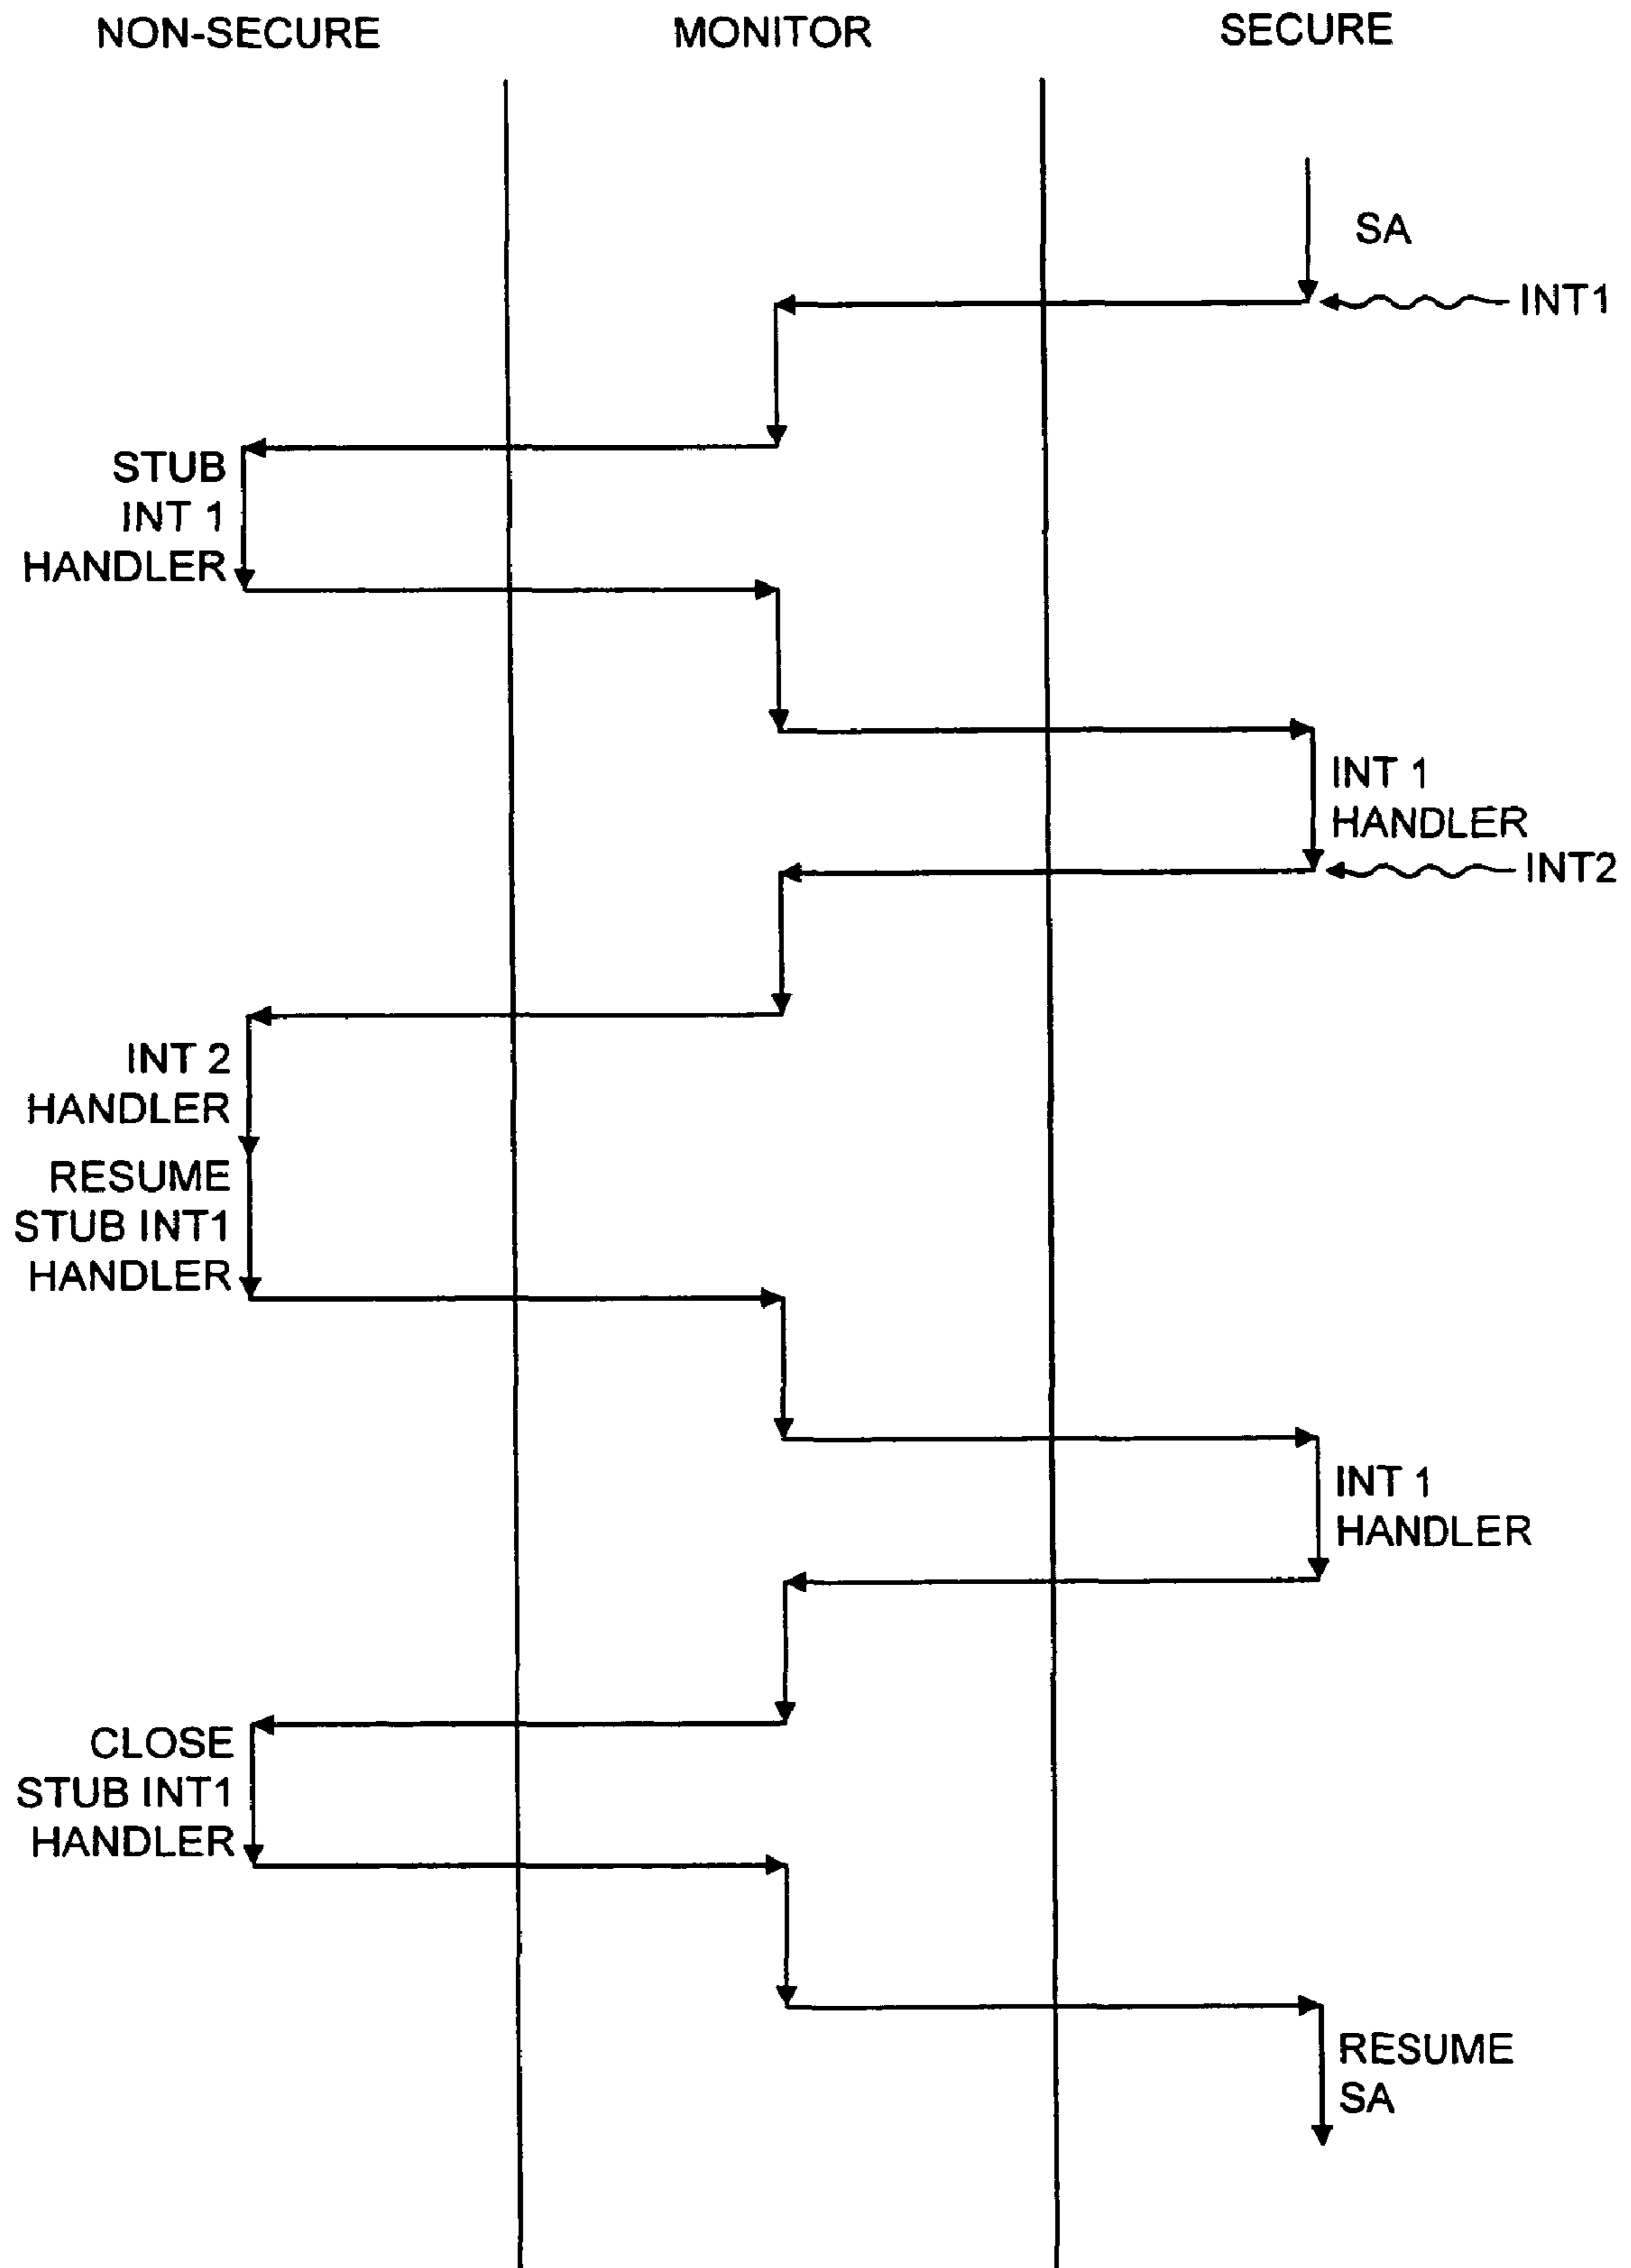 NON-SECURE
MONITOR
SECURE
SA
INT1
STUB
INT 1
HANDLER
INT 1
HANDLER
INT2
INT 2
HANDLER
RESUME
STUB INT1
HANDLER
INT 1
HANDLER
CLOSE
STUB INT1
HANDLER
RESUME
SA